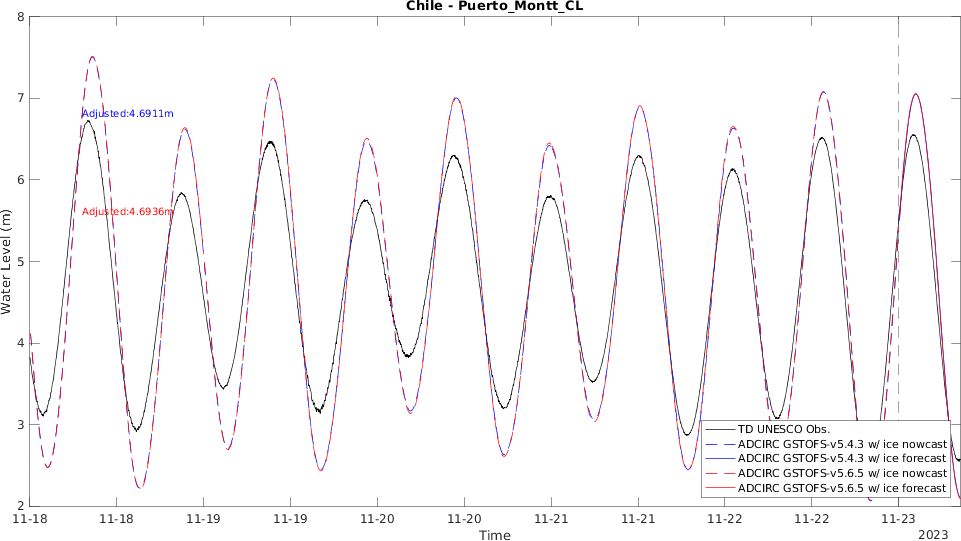 Chile - Puerto_Montt_CL
8
7
6
5
4
3
2
Water Level (m)
Adjusted:4.6911m
Adjusted:4.6936m
TD UNESCO Obs.
ADCIRC GSTOFS-v5.4.3 w/ ice nowcast
ADCIRC GSTOFS-v5.4.3 w/ ice forecast
ADCIRC GSTOFS-v5.6.5 w/ ice nowcast
ADCIRC GSTOFS-v5.6.5 w/ ice forecast
11-18 11-18 11-19 11-19 11-20 11-20 11-21 11-21 11-22 11-22 11-23
Time
2023